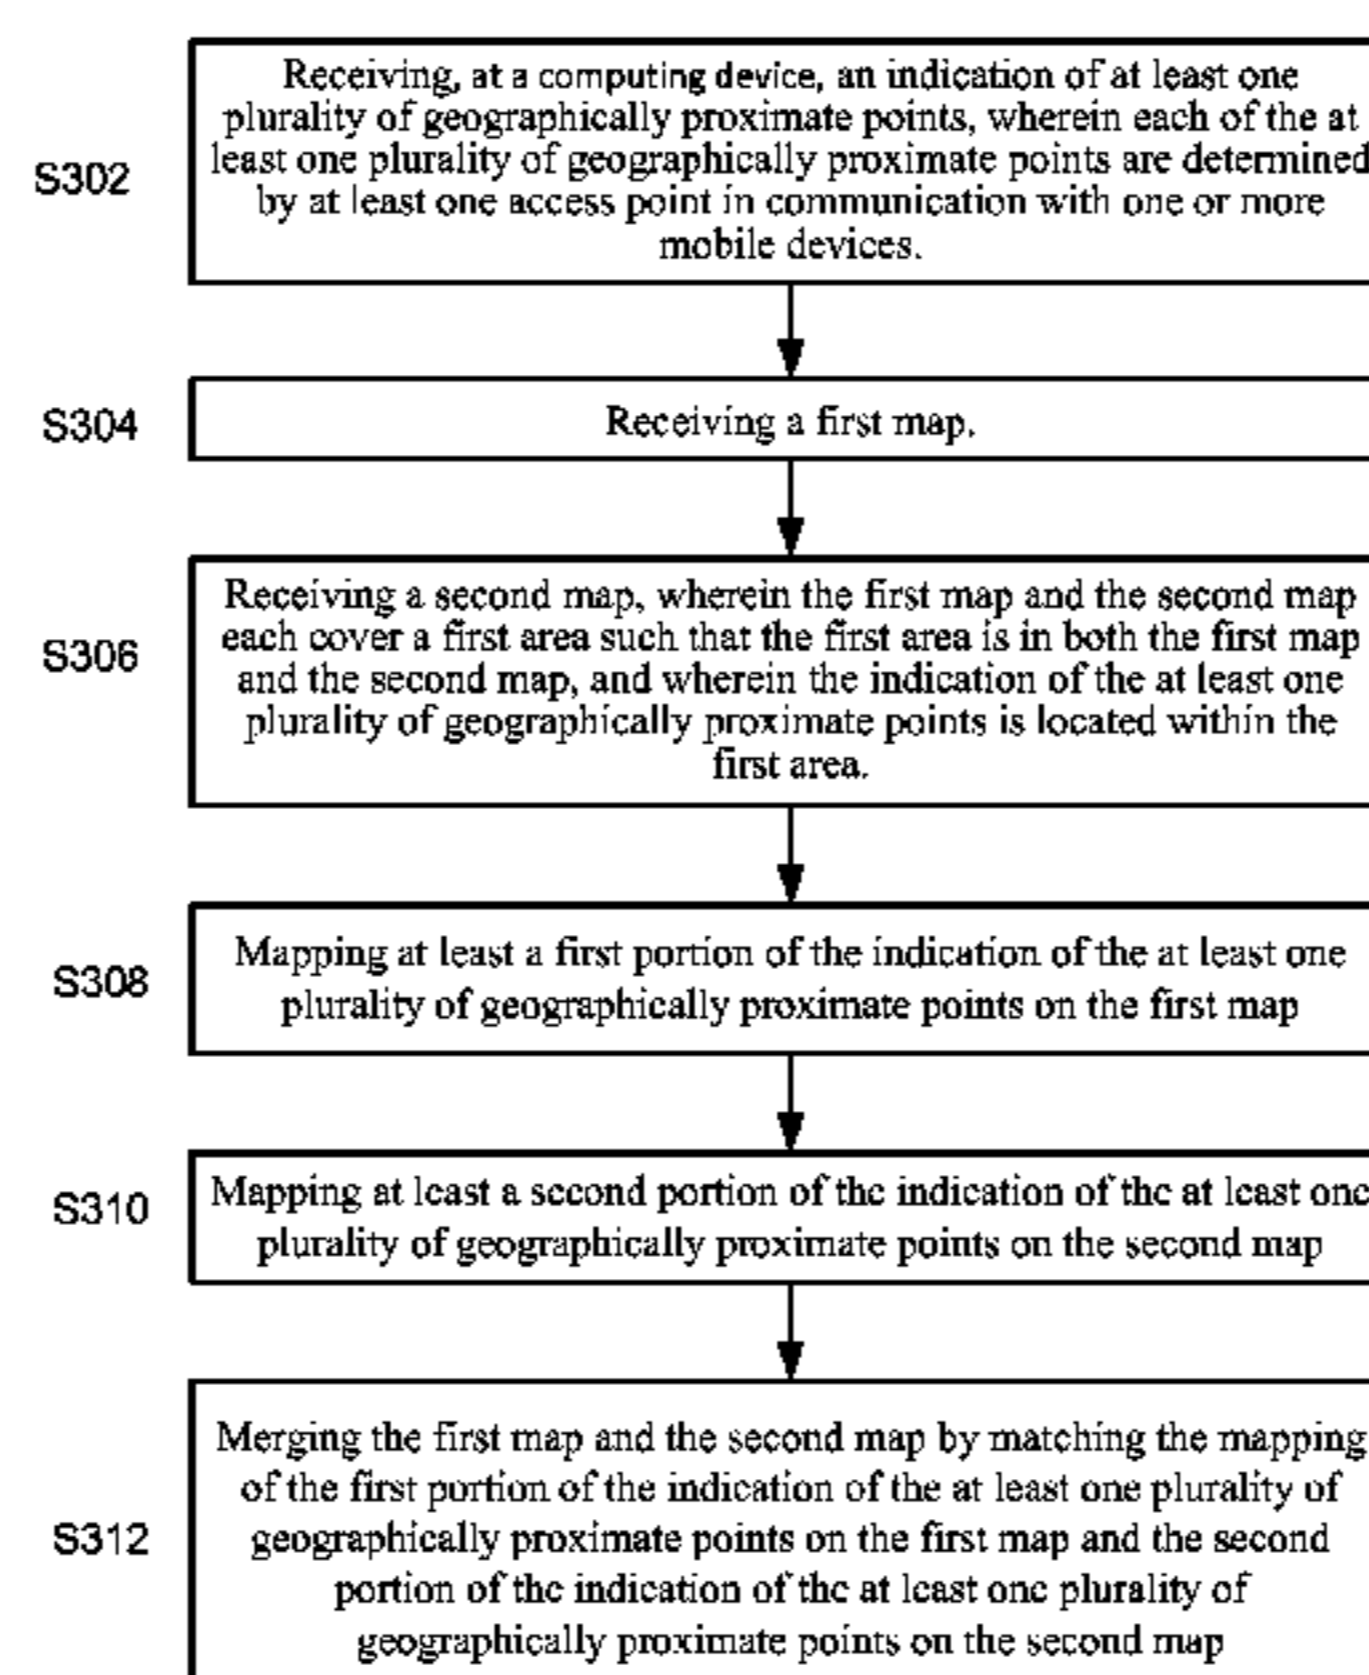 S302
Receiving, at a computing device, an indication of at least one
plurality of geographically proximate points, wherein each of the at
least one plurality of geographically proximate points are determined
by at least one access point in communication with one or more
mobile devices.
S304
Receiving a first map.
S306
Receiving a second map, wherein the first map and the second map
each cover a first area such that the first area is in both the first map
and the second map, and wherein the indication of the at least one
plurality of geographically proximate points is located within the
first area.
S308
Mapping at least a first portion of the indication of the at least one
plurality of geographically proximate points on the first map
S310
Mapping at least a second portion of the indication of the at least one
plurality of geographically proximate points on the second map
S312
Merging the first map and the second map by matching the mapping
of the first portion of the indication of the at least one plurality of
geographically proximate points on the first map and the second
portion of the indication of the at least one plurality of
geographically proximate points on the second map